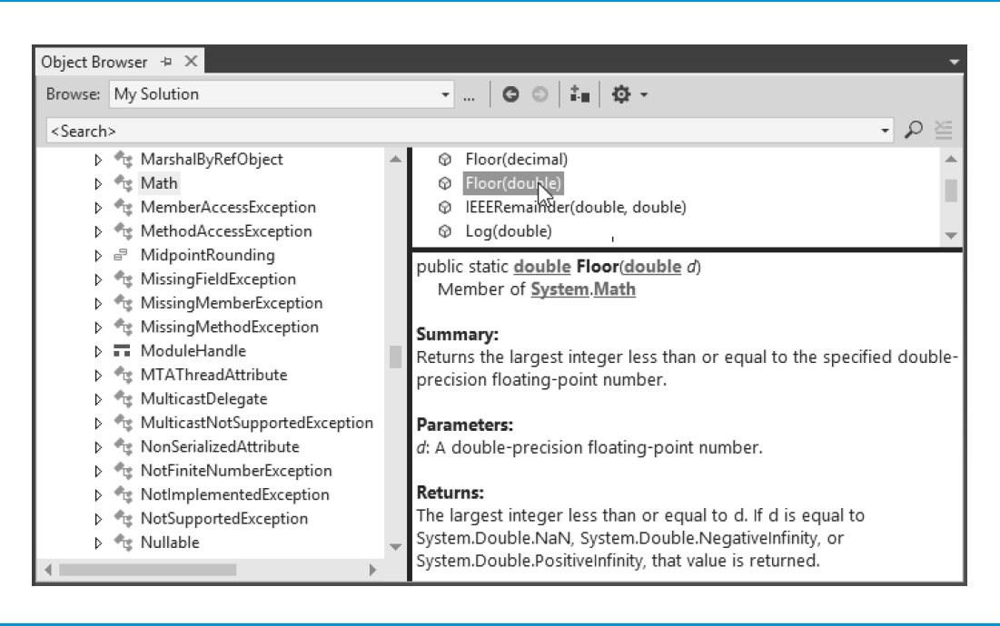 Object Browser
Browse: My Solution
...
<Search>
MarshalByRefObject
Math
MemberAccessException
MethodAccessException
MidpointRounding
MissingFieldException
MissingMemberException
MissingMethodException
ModuleHandle
MTAThreadAttribute
MulticastDelegate
MulticastNotSupportedException
NonSerializedAttribute
NotFiniteNumberException
NotImplementedException
NotSupportedException
Nullable
Floor(decimal)
Floor(double)
IEEERemainder(double, double)
Log(double)
public static double Floor(double d)
Member of System.Math
Summary:
Returns the largest integer less than or equal to the specified double-
precision floating-point number.
Parameters:
d: A double-precision floating-point number.
Returns:
The largest integer less than or equal to d. If d is equal to
System.Double.NaN, System.Double.NegativeInfinity, or
System.Double.PositiveInfinity, that value is returned.